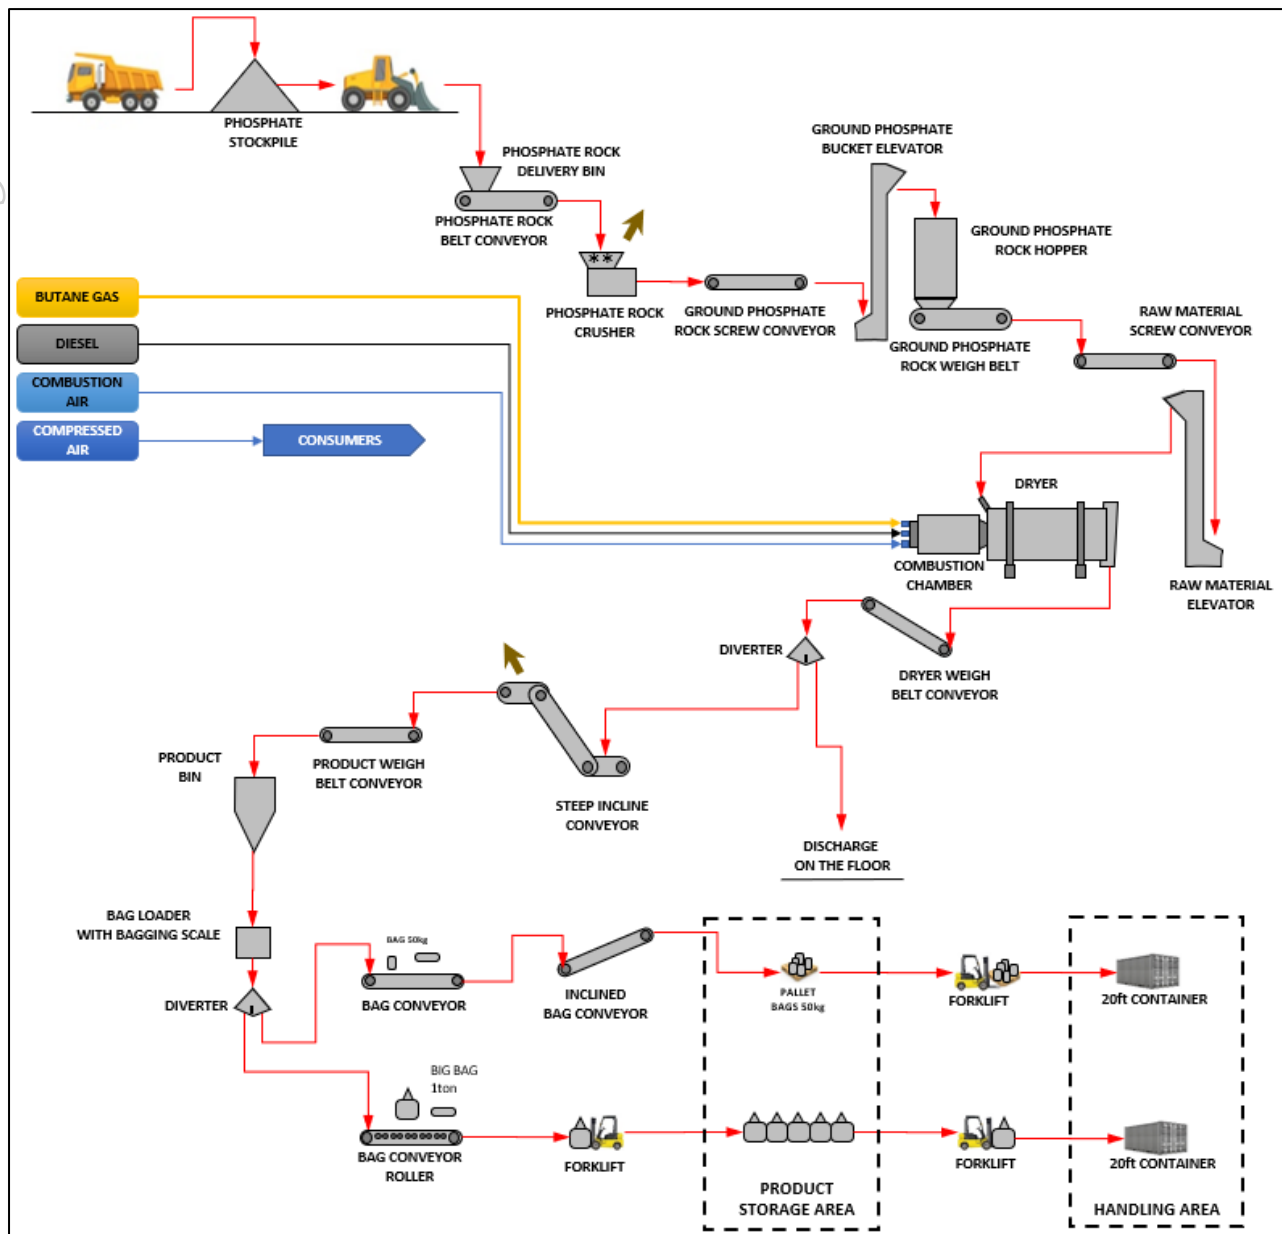 PHOSPHATE
STOCKPILE
PHOSPHATE ROCK
DELIVERY BIN
PHOSPHATE ROCK
BELT CONVEYOR
GROUND PHOSPHATE
BUCKET ELEVATOR
GROUND PHOSPHATE
ROCK HOPPER
PHOSPHATE ROCK
CRUSHER
GROUND PHOSPHATE
ROCK SCREW CONVEYOR
GROUND PHOSPHATE
ROCK WEIGH BELT
RAW MATERIAL
SCREW CONVEYOR
BUTANE GAS
DIESEL
COMBUSTION
AIR
COMPRESSED
AIR
CONSUMERS
DRYER
COMBUSTION
CHAMBER
RAW MATERIAL
ELEVATOR
DIVERTER
DRYER WEIGH
BELT CONVEYOR
PRODUCT
BIN
PRODUCT WEIGH
BELT CONVEYOR
STEEP INCLINE
CONVEYOR
DISCHARGE
ON THE FLOOR
BAG LOADER
WITH BAGGING SCALE
BAG 50kg
DIVERTER
BAG CONVEYOR
INCLINED
BAG CONVEYOR
PALLET
BAGS 50kg
FORKLIFT
20ft CONTAINER
BIG BAG
1ton
BAG CONVEYOR
ROLLER
FORKLIFT
FORKLIFT
20ft CONTAINER
PRODUCT
STORAGE AREA
HANDLING AREA